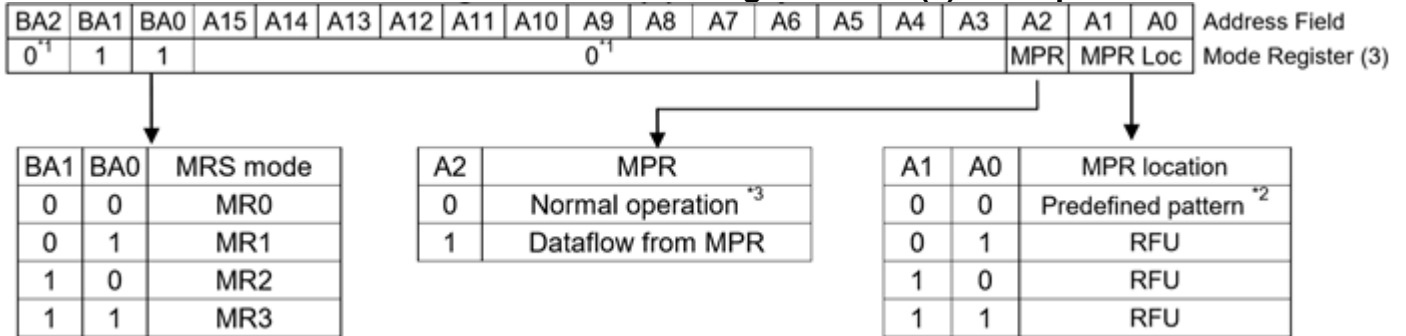 BA2 BA1 BA0 A15 A14 A13 A12 A11 A10 A9 A8 A7 A6 A5 A4 A3 A2 A1 A0 Address Field
0*1 1 1 0*1 MPR MPR Loc Mode Register (3)
BA1 BA0 MRS mode
0 0 MR0
0 1 MR1
1 0 MR2
1 1 MR3
A2 MPR
0 Normal operation *3
1 Dataflow from MPR
A1 A0 MPR location
0 0 Predefined pattern *2
0 1 RFU
1 0 RFU
1 1 RFU